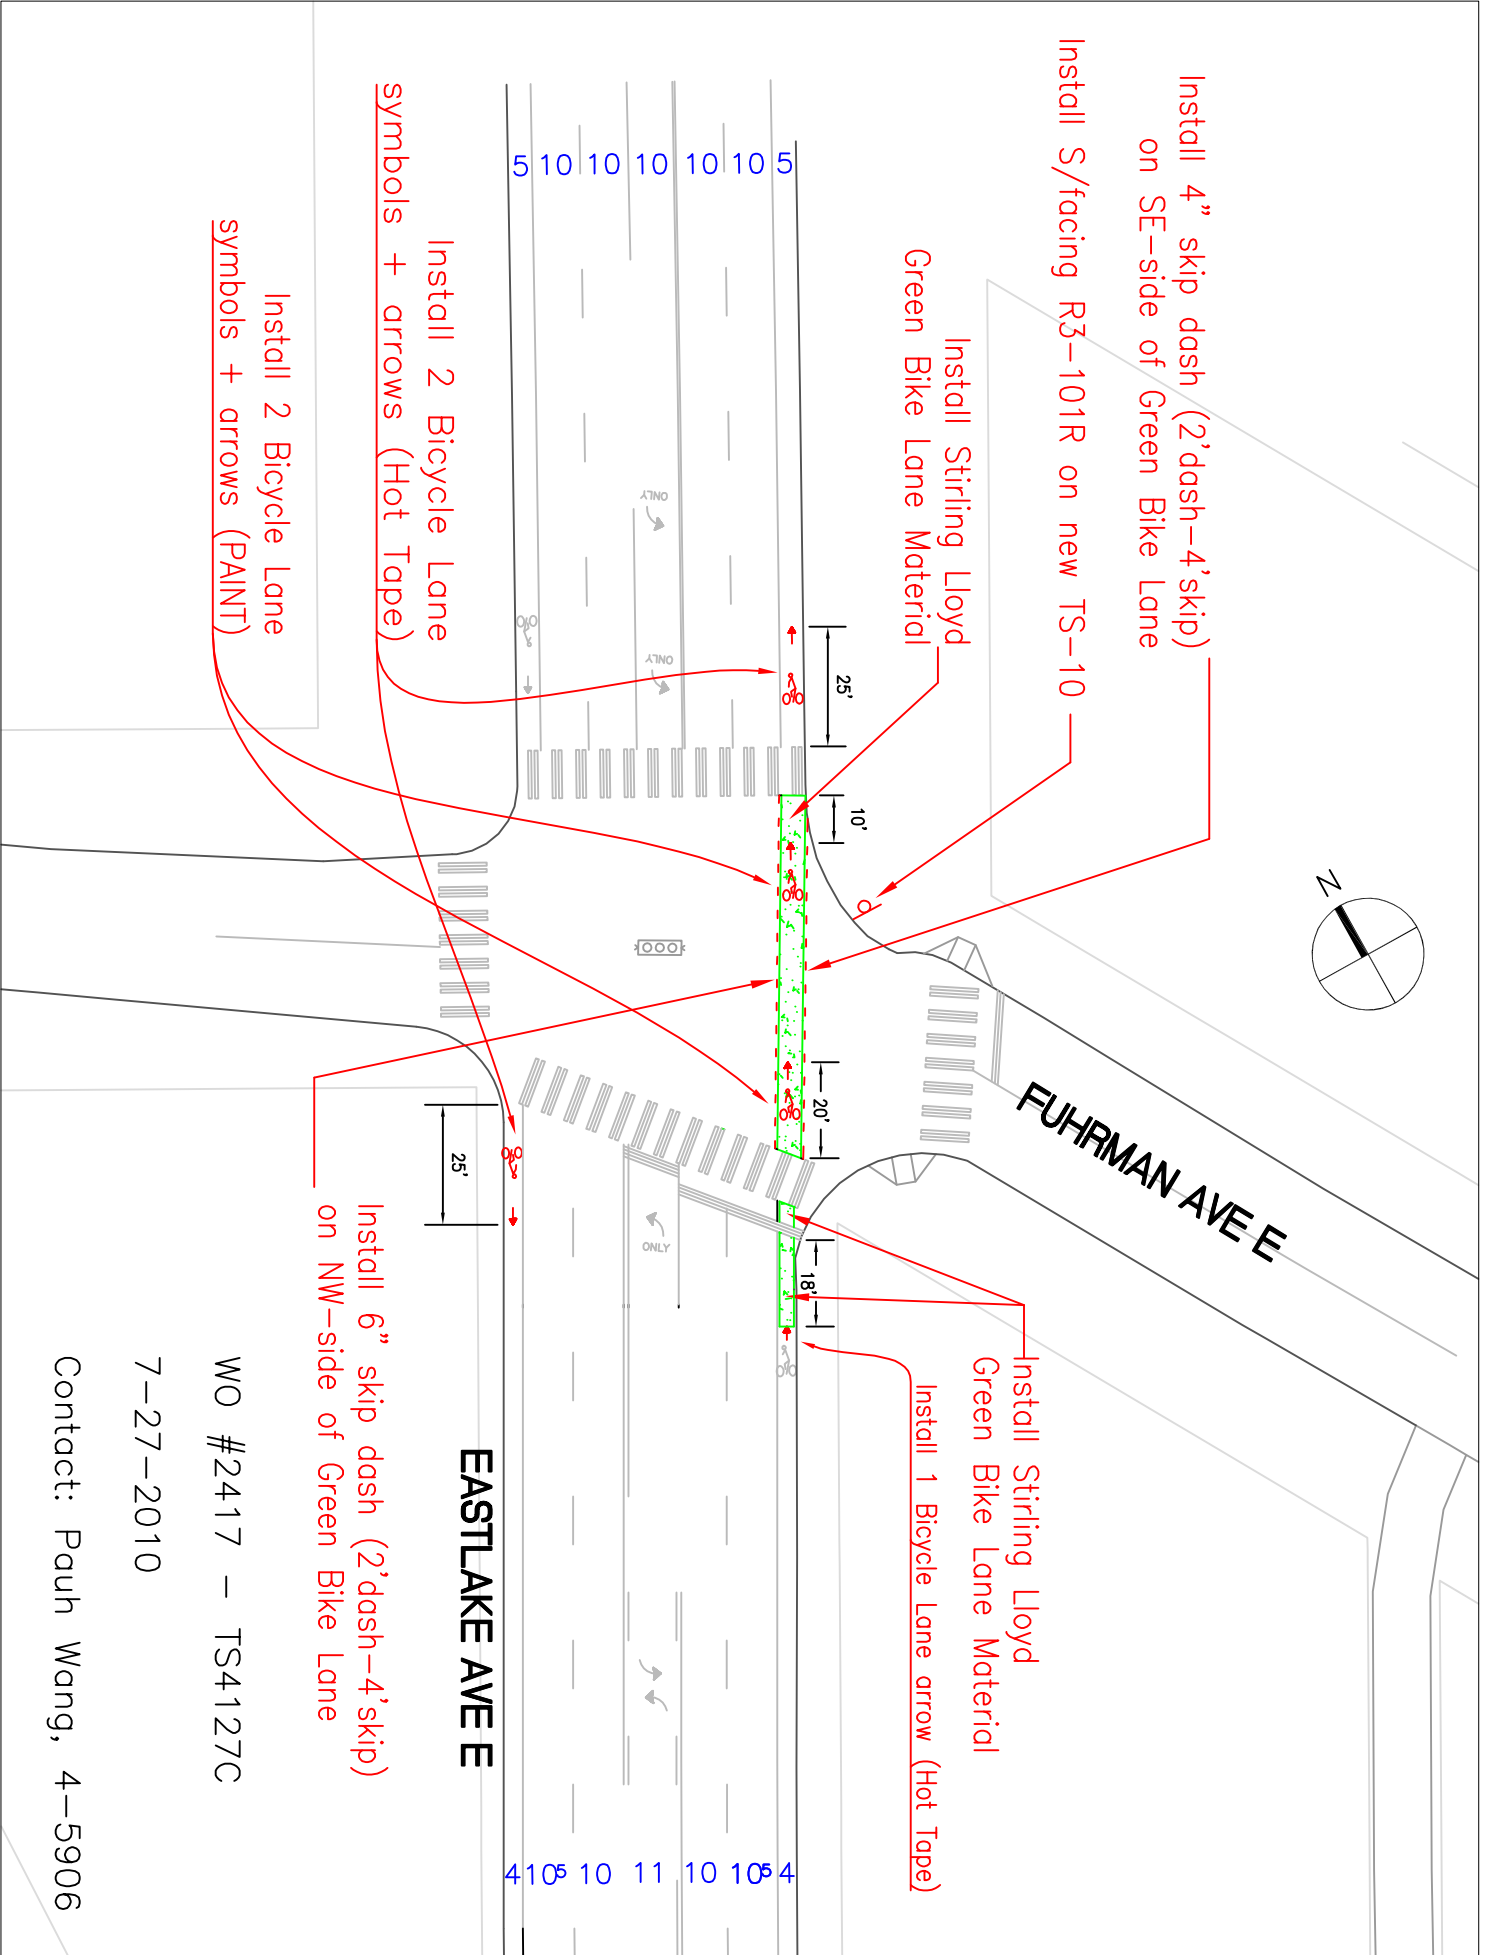 Install 4" skip dash (2'dash-4'skip)
on SE-side of Green Bike Lane
Install S/facing R3-101R on new TS-10
Install Stirling Lloyd
Green Bike Lane Material
Install 2 Bicycle Lane
symbols + arrows (Hot Tape)
Install 2 Bicycle Lane
symbols + arrows (PAINT)
5 10 10 10 10 10 5
ONLY
ONLY
25'
10'
20'
18'
25'
ONLY
N
FUHRMAN AVE E
Install Stirling Lloyd
Green Bike Lane Material
Install 1 Bicycle Lane arrow (Hot Tape)
EASTLAKE AVE E
Install 6" skip dash (2'dash-4'skip)
on NW-side of Green Bike Lane
4 10⁵ 10 11 10 10⁵ 4
WO #2417 - TS4127C
7-27-2010
Contact: Pauh Wang, 4-5906